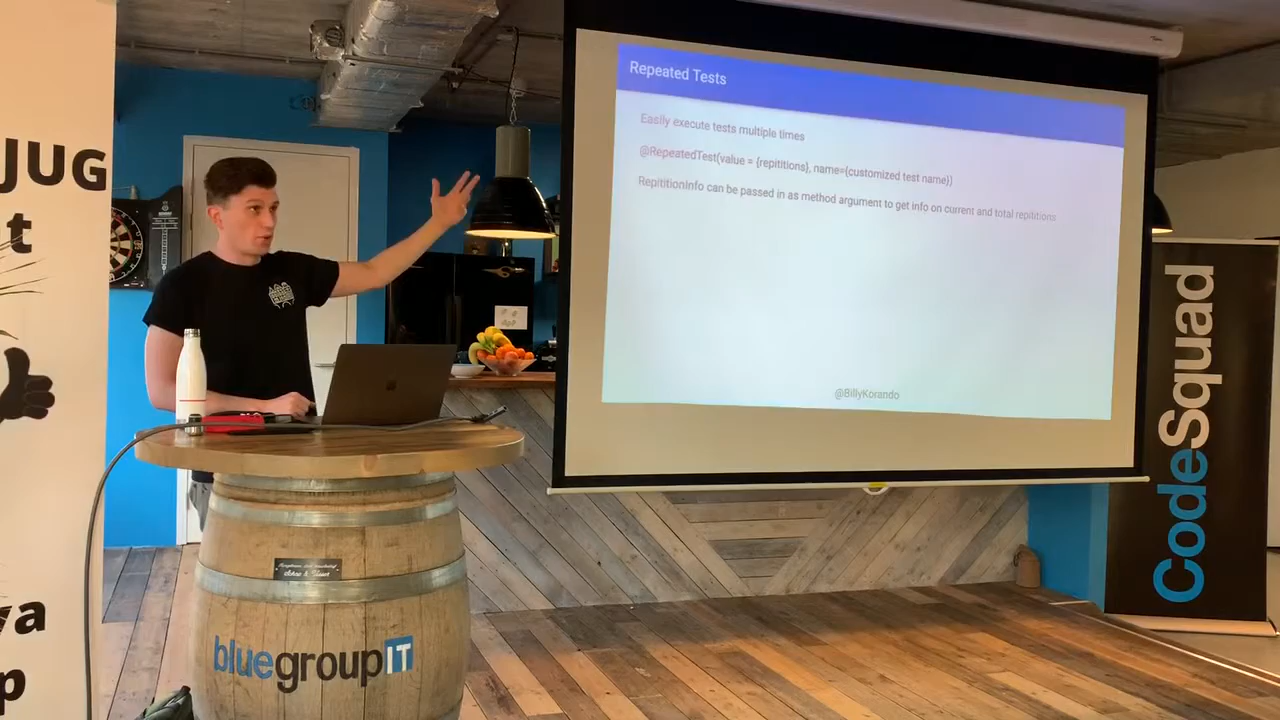 JUG
t
va
p
Repeated Tests
Easily execute tests multiple times
@RepeatedTest(value = {repititions}, name={customized test name})
RepititionInfo can be passed in as method argument to get info on current and total repititions
@BillyKorando
CodeSquad
bluegroupIT